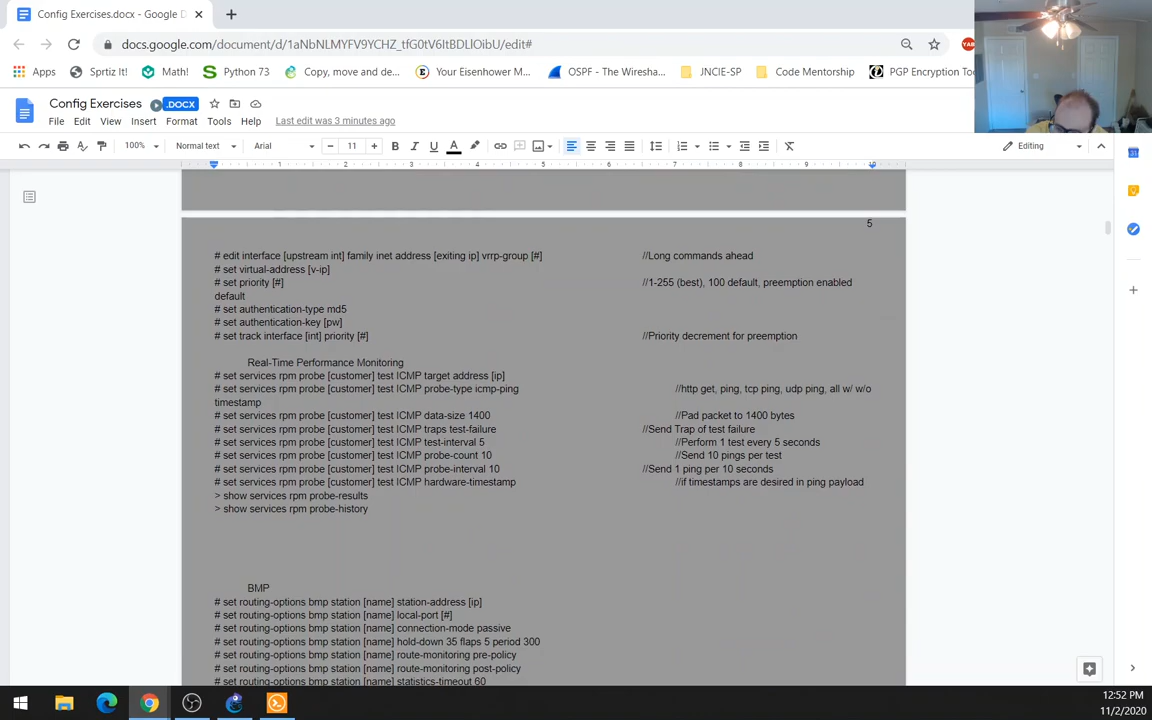 Config Exercises.docx - Google D
docs.google.com/document/d/1aNbNLMYFV9YCHZ_tfG0tV6ItBDLlOibU/edit#
Apps
Sprtiz It!
Math!
Python 73
Copy, move and de...
Your Eisenhower M...
OSPF - The Wiresha...
JNCIE-SP
Code Mentorship
PGP Encryption Too
Config Exercises
.DOCX
File Edit View Insert Format Tools Help
Last edit was 3 minutes ago
100%
Normal text
Arial
11
Editing
1 2 3 4 5 6 7 8 9 10
5
# edit interface [upstream int] family inet address [exiting ip] vrrp-group [#] //Long commands ahead
# set virtual-address [v-ip]
# set priority [#] //1-255 (best), 100 default, preemption enabled
default
# set authentication-type md5
# set authentication-key [pw]
# set track interface [int] priority [#] //Priority decrement for preemption
Real-Time Performance Monitoring
# set services rpm probe [customer] test ICMP target address [ip]
# set services rpm probe [customer] test ICMP probe-type icmp-ping //http get, ping, tcp ping, udp ping, all w/ w/o
timestamp
# set services rpm probe [customer] test ICMP data-size 1400 //Pad packet to 1400 bytes
# set services rpm probe [customer] test ICMP traps test-failure //Send Trap of test failure
# set services rpm probe [customer] test ICMP test-interval 5 //Perform 1 test every 5 seconds
# set services rpm probe [customer] test ICMP probe-count 10 //Send 10 pings per test
# set services rpm probe [customer] test ICMP probe-interval 10 //Send 1 ping per 10 seconds
# set services rpm probe [customer] test ICMP hardware-timestamp //if timestamps are desired in ping payload
> show services rpm probe-results
> show services rpm probe-history
BMP
# set routing-options bmp station [name] station-address [ip]
# set routing-options bmp station [name] local-port [#]
# set routing-options bmp station [name] connection-mode passive
# set routing-options bmp station [name] hold-down 35 flaps 5 period 300
# set routing-options bmp station [name] route-monitoring pre-policy
# set routing-options bmp station [name] route-monitoring post-policy
# set routing-options bmp station [name] statistics-timeout 60
12:52 PM
11/2/2020